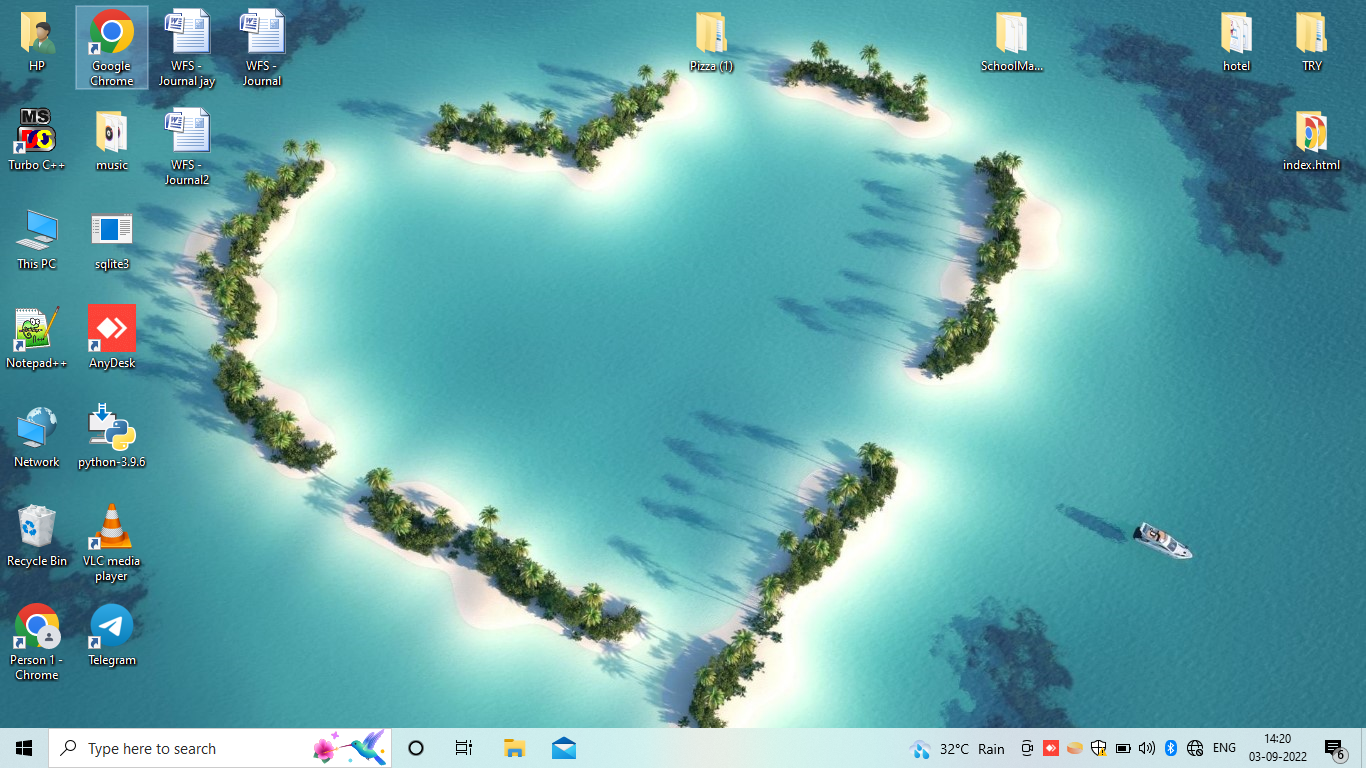 HP
Google
Chrome
WFS -
Journal jay
WFS -
Journal
Pizza (1)
SchoolMa...
hotel
TRY
MS
Turbo C++
music
WFS -
Journal2
index.html
This PC
sqlite3
Notepad++
AnyDesk
Network
python-3.9.6
Recycle Bin
VLC media
player
Person 1 -
Chrome
Telegram
Type here to search
32°C Rain
ENG
14:20
03-09-2022
6